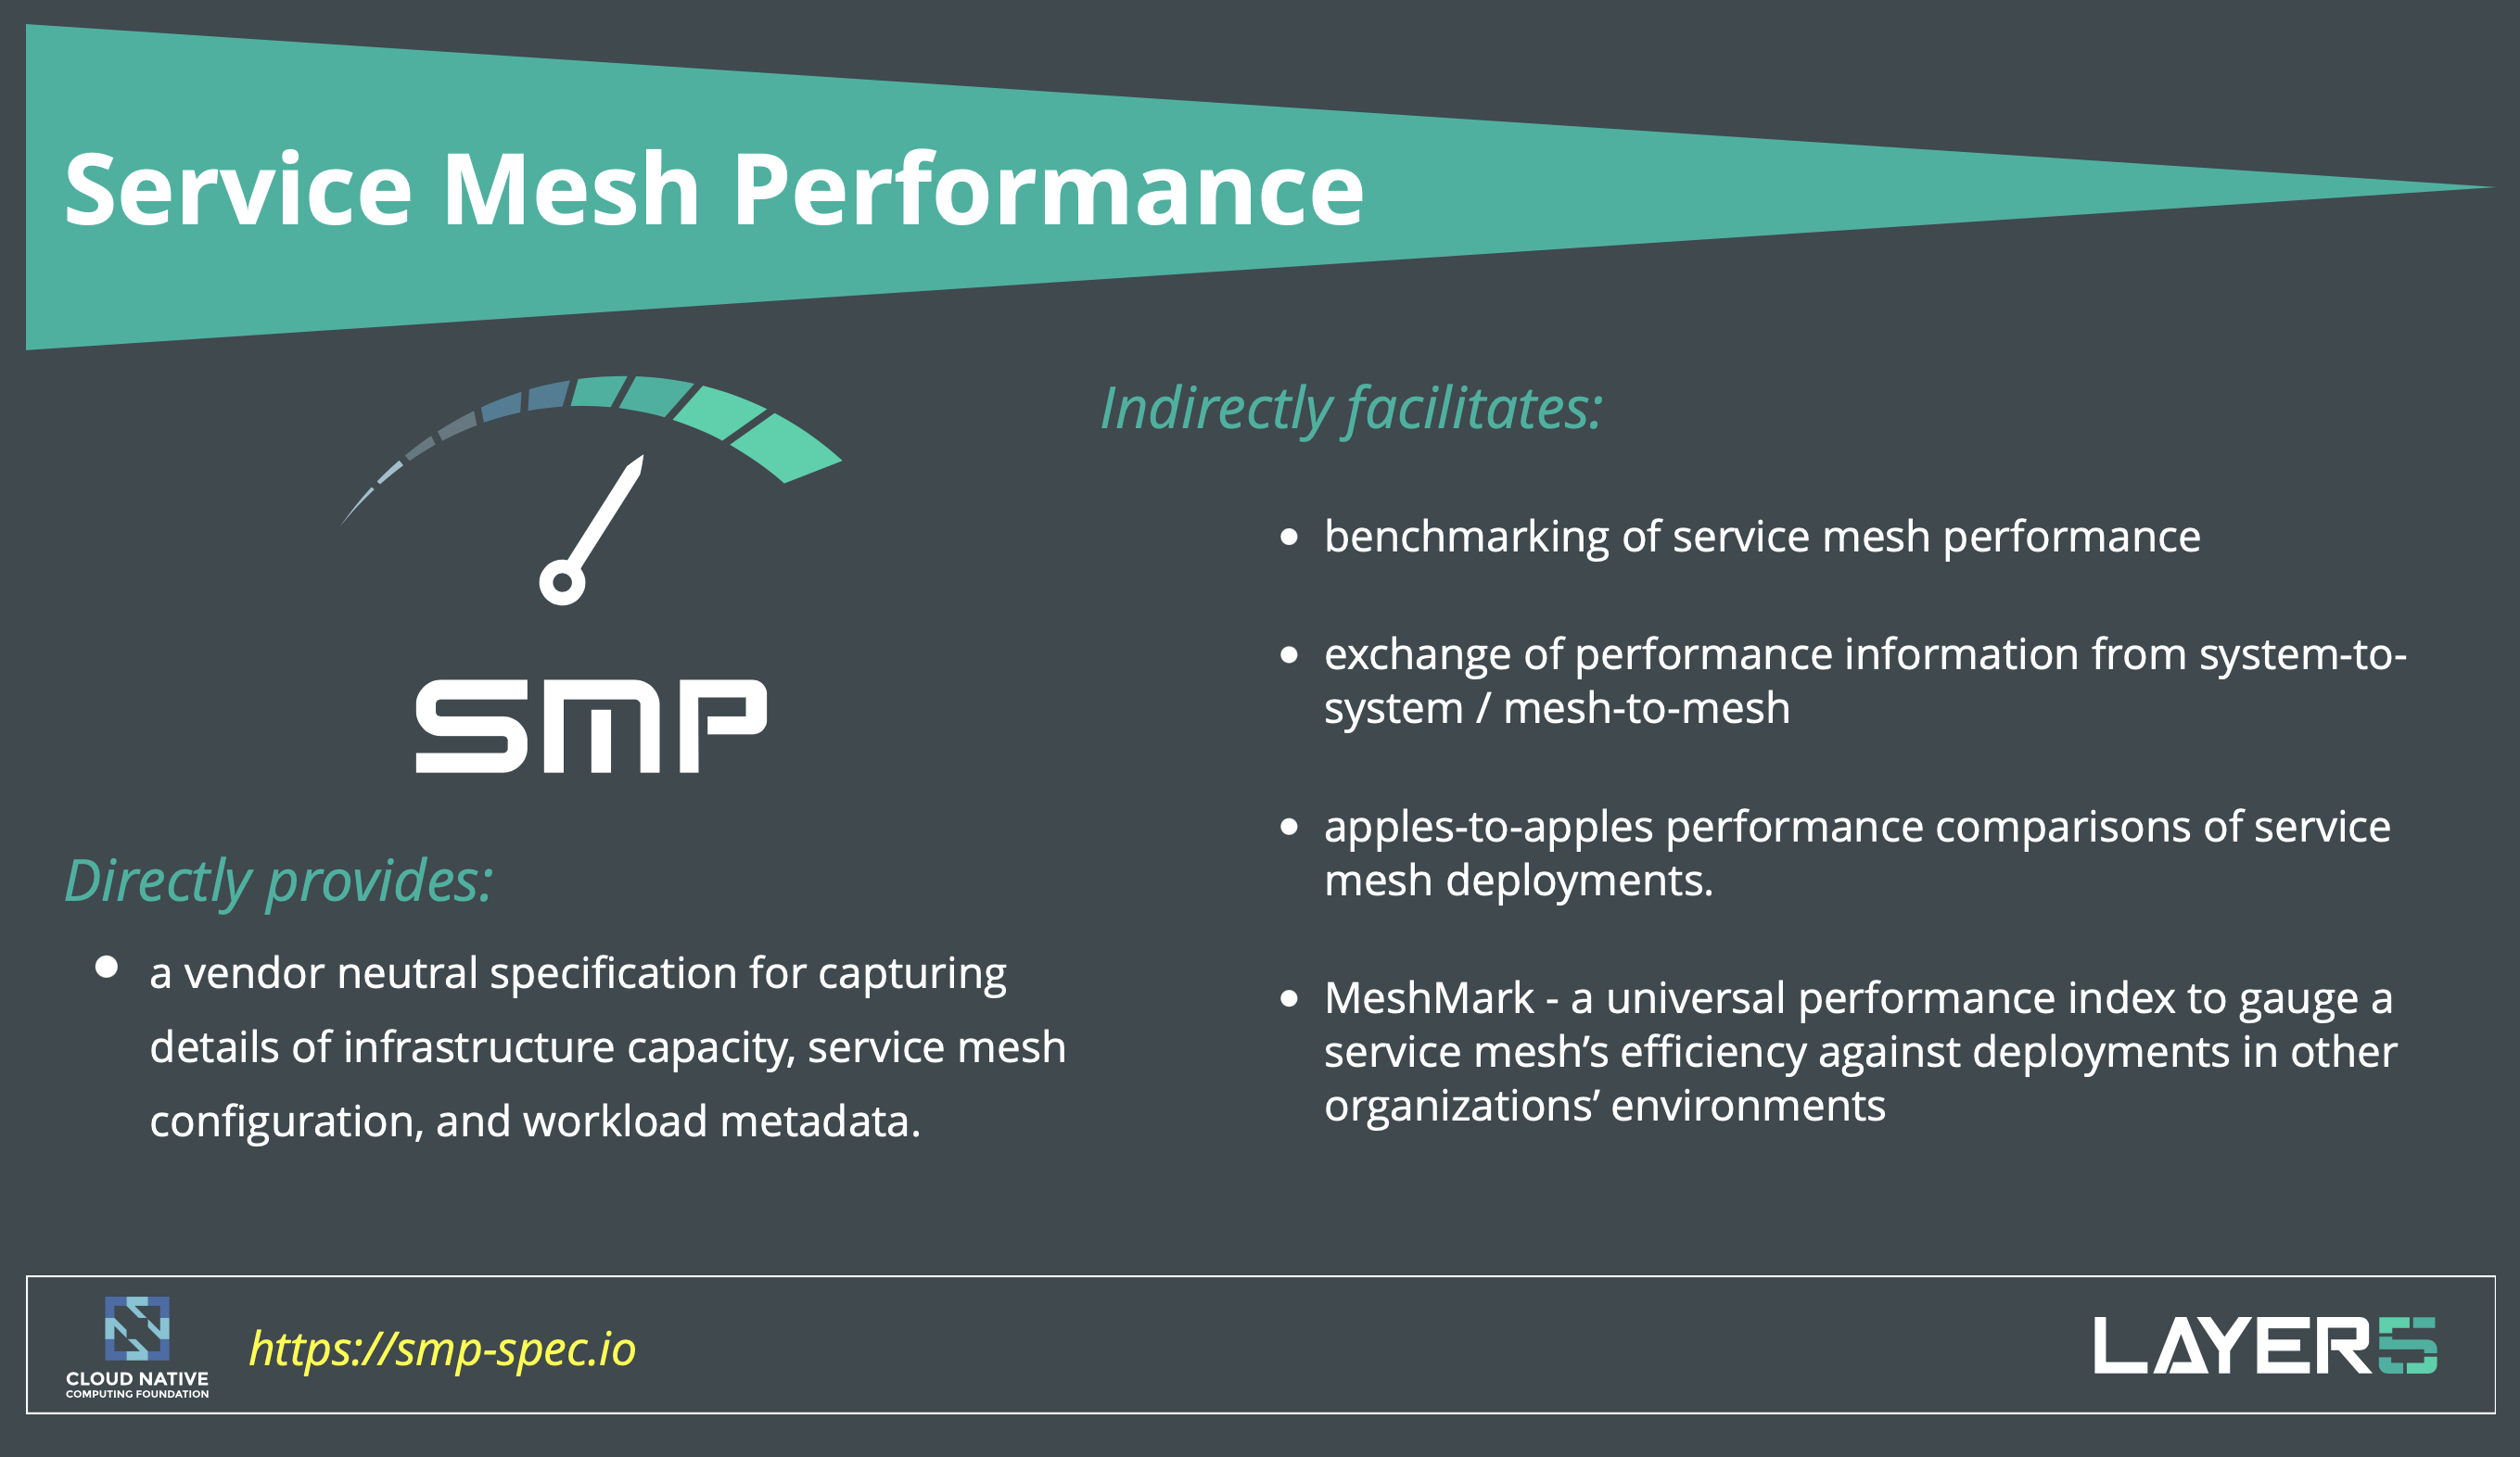 Service Mesh Performance
SMP
Directly provides:
● a vendor neutral specification for capturing
details of infrastructure capacity, service mesh
configuration, and workload metadata.
Indirectly facilitates:
● benchmarking of service mesh performance
● exchange of performance information from system-to-
system / mesh-to-mesh
● apples-to-apples performance comparisons of service
mesh deployments.
● MeshMark - a universal performance index to gauge a
service mesh’s efficiency against deployments in other
organizations’ environments
CLOUD NATIVE
COMPUTING FOUNDATION
https://smp-spec.io
LAYER5